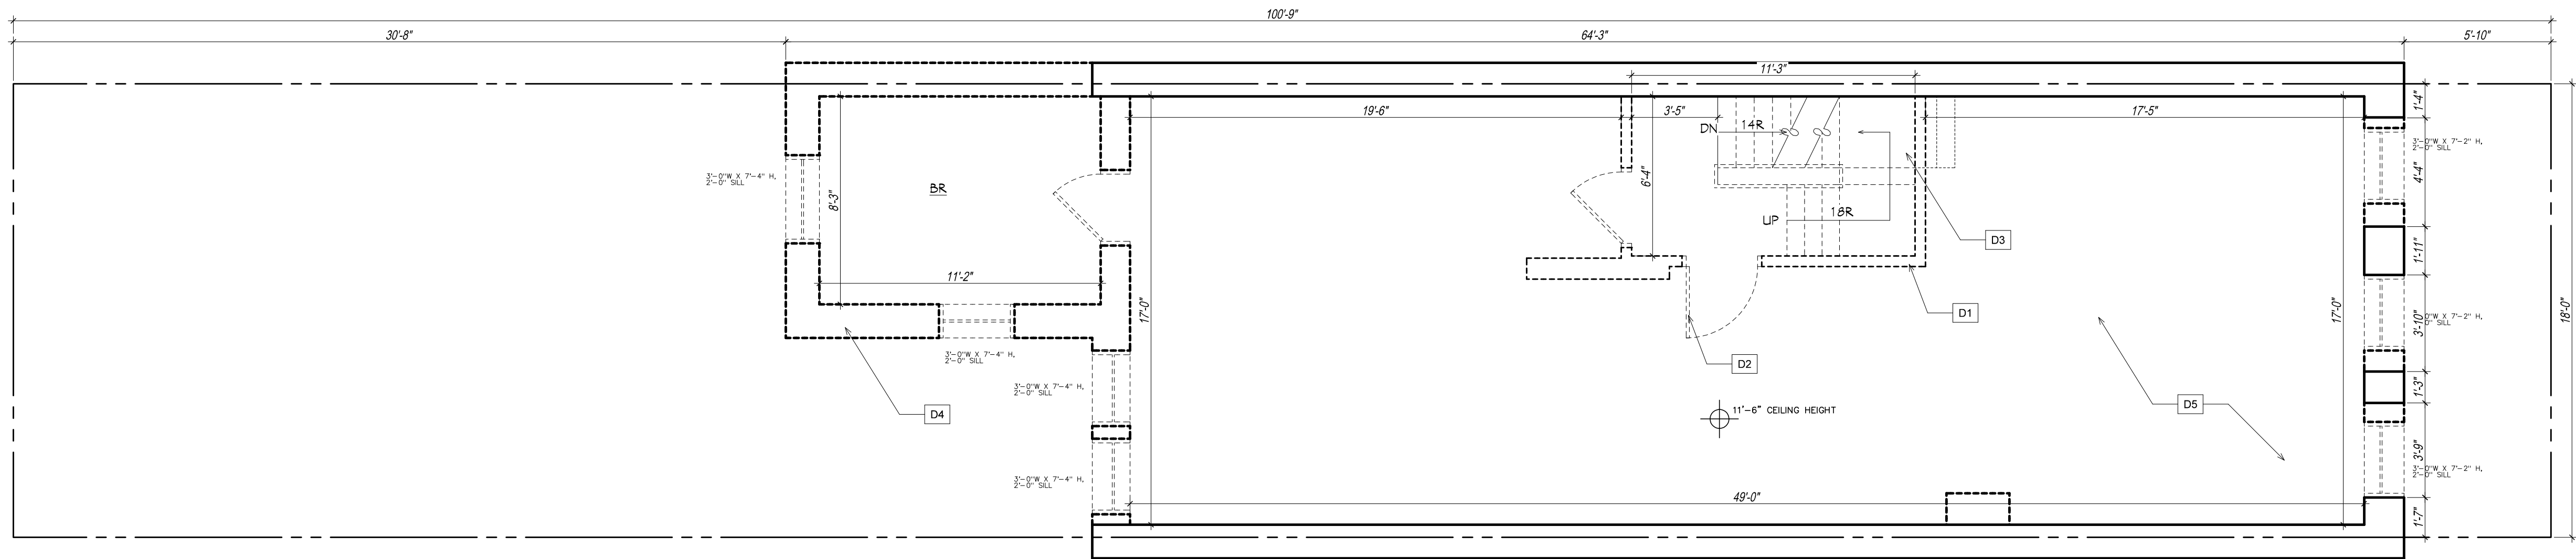 100'-9"
30'-8"
64'-3"
5'-10"
11'-3"
19'-6"
3'-5"
17'-5"
1'-4"
DN
14R
3'-0"W X 7'-2" H,
2'-0" SILL
4'-4"
3'-0"W X 7'-4" H,
2'-0" SILL
BR
8'-3"
6'-4"
UP
18R
D3
1'-11"
11'-2"
17'-0"
D1
17'-0"
3'-10"
0"W X 7'-2" H,
0" SILL
18'-0"
3'-0"W X 7'-4" H,
2'-0" SILL
D2
3'-0"W X 7'-4" H,
2'-0" SILL
1'-3"
D4
11'-6" CEILING HEIGHT
D5
3'-9"
3'-0"W X 7'-2" H,
2'-0" SILL
3'-0"W X 7'-4" H,
2'-0" SILL
49'-0"
1'-7"